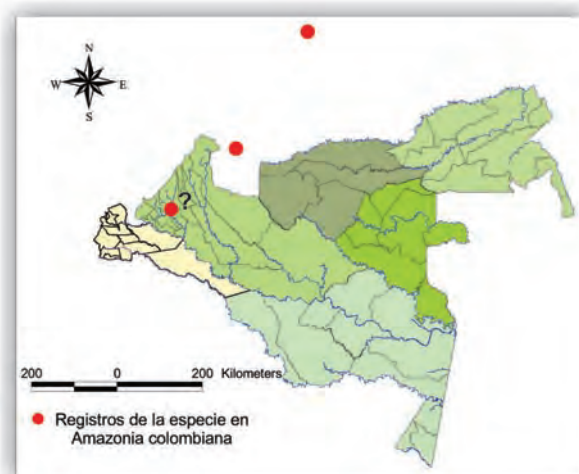 N
W E
S
?
200 0 200 Kilometers
Registros de la especie en
Amazonia colombiana